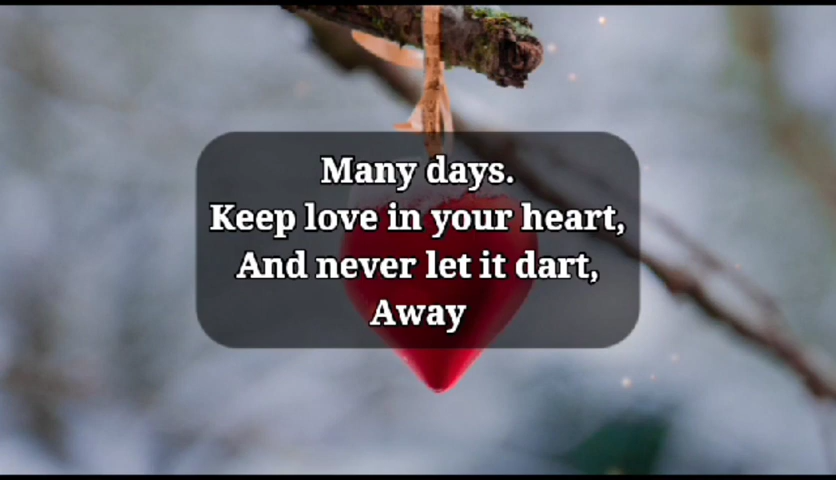 Many days.
Keep love in your heart,
And never let it dart,
Away